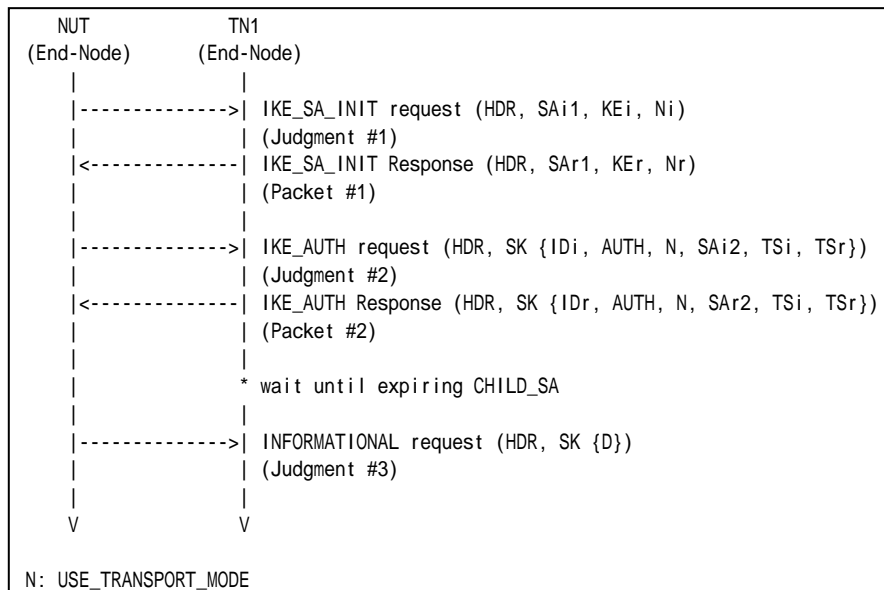 NUT TN1
(End-Node) (End-Node)
| |
|-------------->| IKE_SA_INIT request (HDR, SAi1, KEi, Ni)
| | (Judgment #1)
|<--------------| IKE_SA_INIT Response (HDR, SAr1, KEr, Nr)
| | (Packet #1)
| |
|-------------->| IKE_AUTH request (HDR, SK {IDi, AUTH, N, SAi2, TSi, TSr})
| | (Judgment #2)
|<--------------| IKE_AUTH Response (HDR, SK {IDr, AUTH, N, SAr2, TSi, TSr})
| | (Packet #2)
| |
| * wait until expiring CHILD_SA
| |
|-------------->| INFORMATIONAL request (HDR, SK {D})
| | (Judgment #3)
| |
V V
N: USE_TRANSPORT_MODE